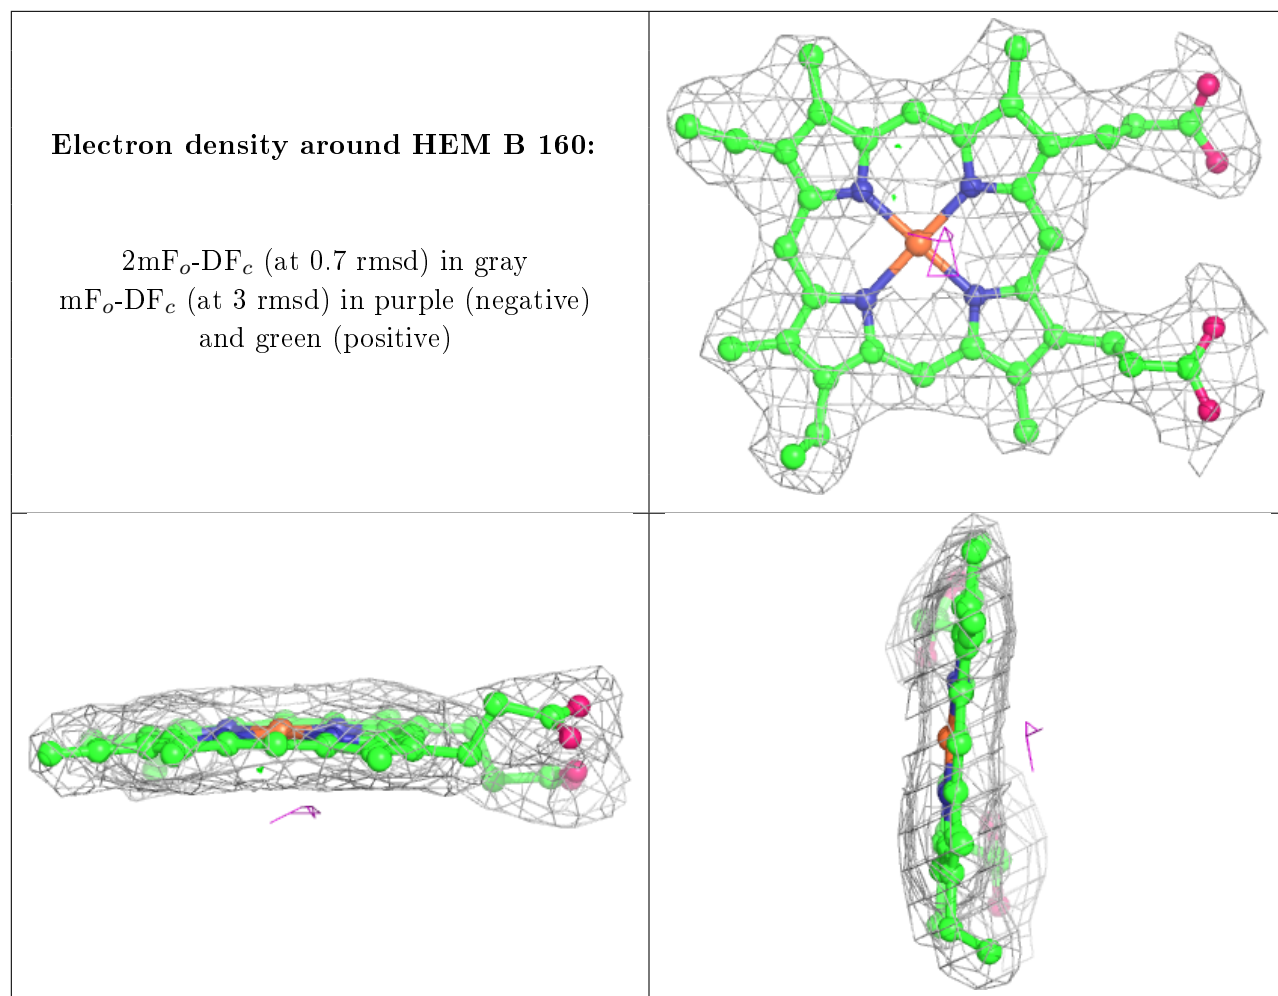 Electron density around HEM B 160:
2mFo-DFc (at 0.7 rmsd) in gray
mFo-DFc (at 3 rmsd) in purple (negative)
and green (positive)